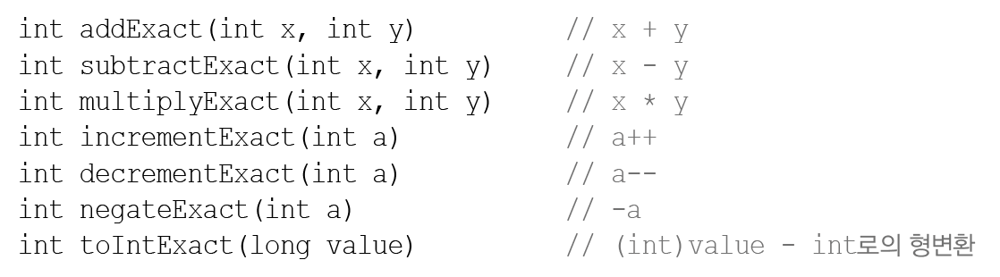 int addExact(int x, int y) // x + y
int subtractExact(int x, int y) // x - y
int multiplyExact(int x, int y) // x * y
int incrementExact(int a) // a++
int decrementExact(int a) // a--
int negateExact(int a) // -a
int toIntExact(long value) // (int)value - int로의 형변환